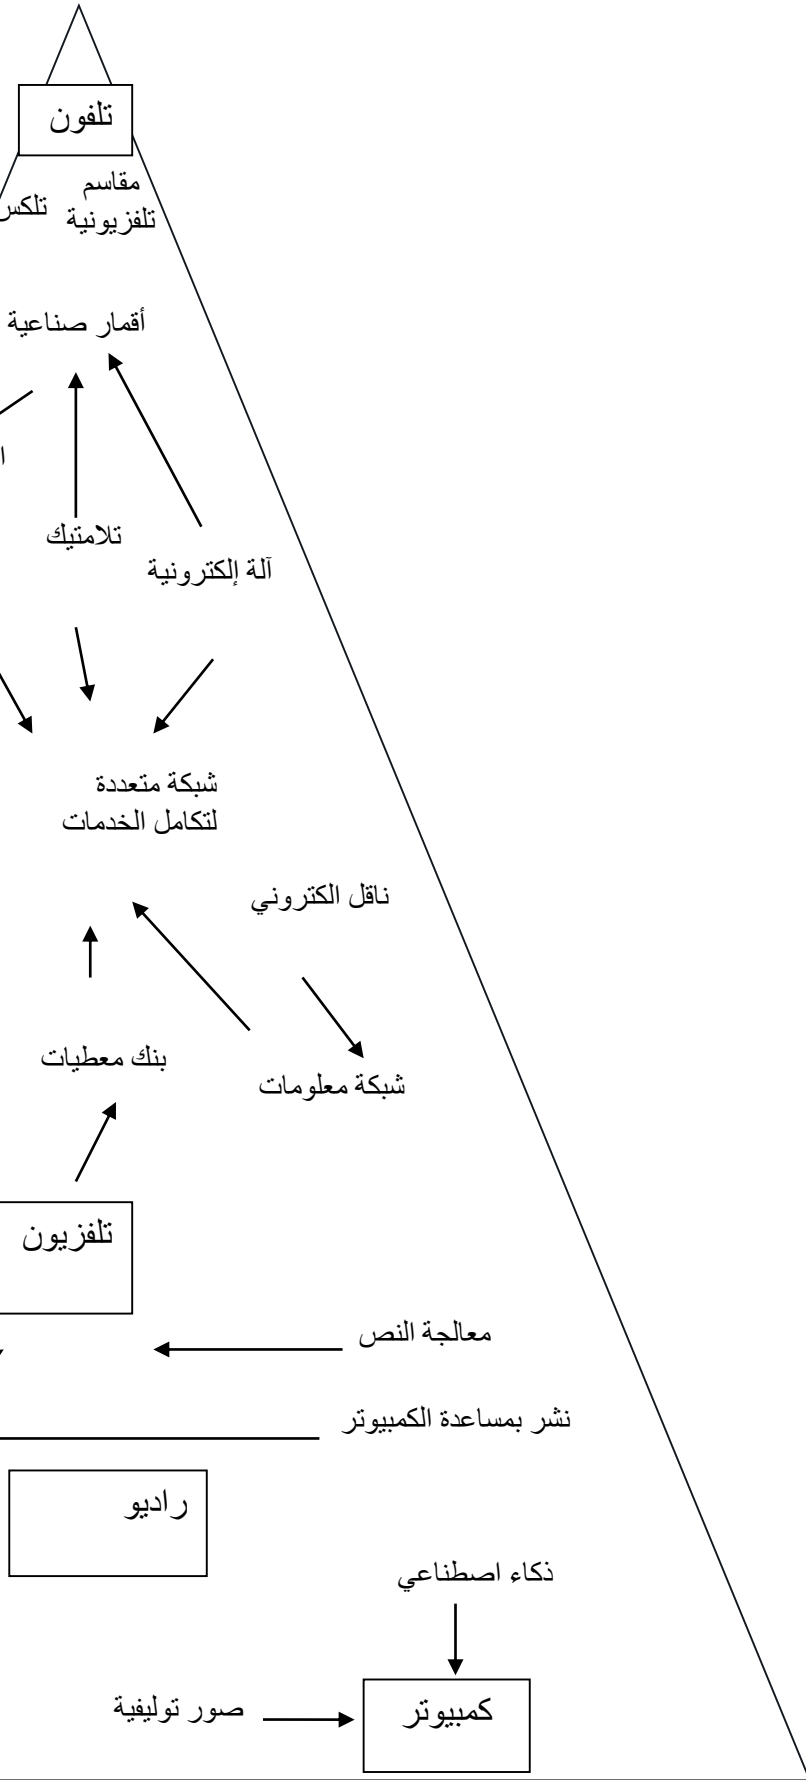 تلفون
مقاسم
تلفزيونية
تلكس
أقمار صناعية
تلامتيك
آلة إلكترونية
شبكة متعددة
لتكامل الخدمات
ناقل الكتروني
بنك معطيات
شبكة معلومات
تلفزيون
معالجة النص
نشر بمساعدة الكمبيوتر
راديو
ذكاء اصطناعي
صور توليفية
كمبيوتر